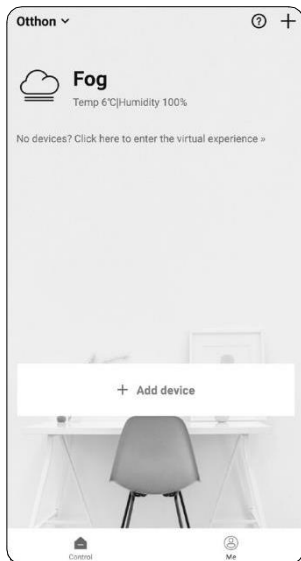 Otthon
Fog
Temp 6℃|Humidity 100%
No devices? Click here to enter the virtual experience »
+ Add device
Control
Me